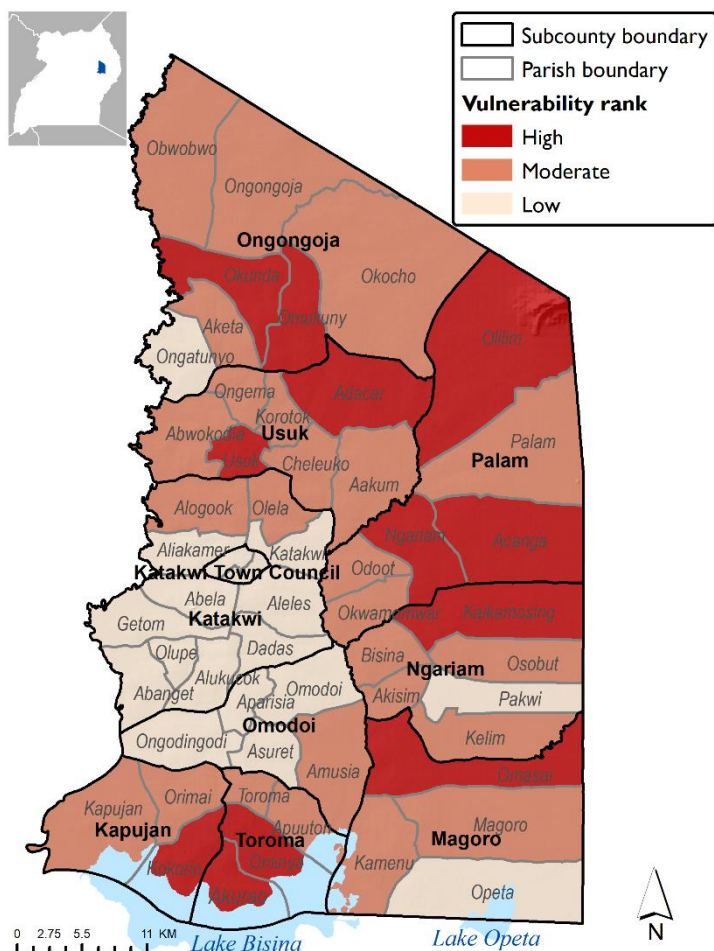 Subcounty boundary
Parish boundary
Vulnerability rank
High
Moderate
Low
Obwobwo
Ongongoja
Ongongoja
Okocho
Okunda
Omukuny
Aketa
Ongatunyo
Olilim
Adacar
Ongema
Korotok
Abwokodia
Usuk
Usuk
Cheleuko
Palam
Palam
Aakum
Alogook
Olela
Ngariam
Acanga
Aliakamer
Katakwi
Odoot
Katakwi Town Council
Abela
Aleles
Okwamomwar
Kaikamosing
Getom
Katakwi
Olupe
Dadas
Bisina
Ngariam
Osobut
Abanget
Alukucok
Omodoi
Aparisia
Akisim
Pakwi
Omodoi
Ongodingodi
Asuret
Kelim
Amusia
Omasai
Kapujan
Orimai
Toroma
Apuuton
Kapujan
Toroma
Magoro
Magoro
Kokorio
Kamenu
Akurao
Opeta
0 2.75 5.5 11 KM
Lake Bisina
Lake Opeta
N